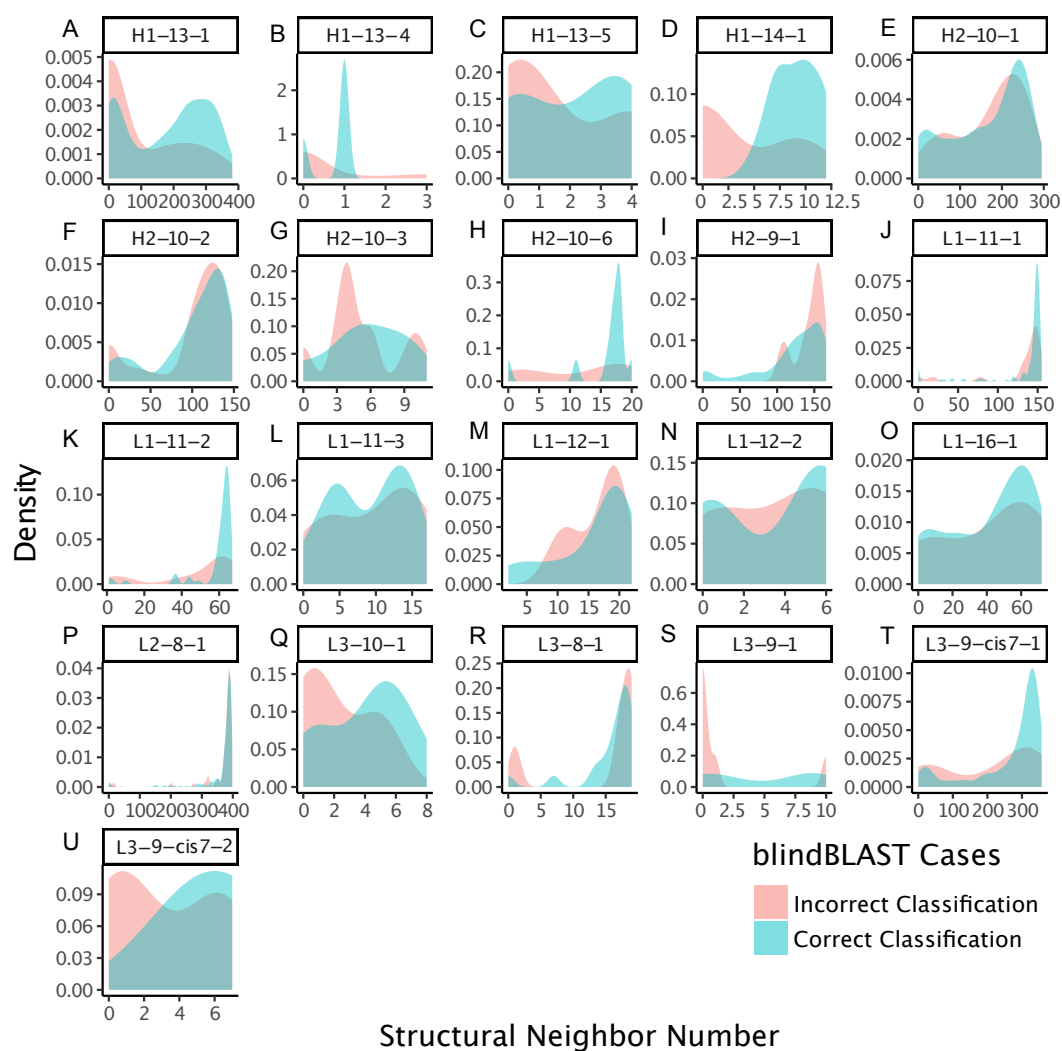 A H1–13–1
0.005
0.004
0.003
0.002
0.001
0.000
0 100 200 300 400
B H1–13–4
2
1
0
0 1 2 3
C H1–13–5
0.20
0.15
0.10
0.05
0.00
0 1 2 3 4
D H1–14–1
0.10
0.05
0.00
0 2.5 5 7.5 10 12.5
E H2–10–1
0.006
0.004
0.002
0.000
0 100 200 300
F H2–10–2
0.015
0.010
0.005
0.000
0 50 100 150
G H2–10–3
0.20
0.15
0.10
0.05
0.00
0 3 6 9
H H2–10–6
0.3
0.2
0.1
0.0
0 5 10 15 20
I H2–9–1
0.03
0.02
0.01
0.00
0 50 100 150
J L1–11–1
0.075
0.050
0.025
0.000
0 50 100 150
K L1–11–2
0.10
0.05
0.00
0 20 40 60
L L1–11–3
0.06
0.04
0.02
0.00
0 5 10 15
M L1–12–1
0.100
0.075
0.050
0.025
0.000
5 10 15 20
N L1–12–2
0.15
0.10
0.05
0.00
0 2 4 6
O L1–16–1
0.020
0.015
0.010
0.005
0.000
0 20 40 60
P L2–8–1
0.04
0.03
0.02
0.01
0.00
0 100 200 300 400
Q L3–10–1
0.15
0.10
0.05
0.00
0 2 4 6 8
R L3–8–1
0.25
0.20
0.15
0.10
0.05
0.00
0 5 10 15
S L3–9–1
0.6
0.4
0.2
0.0
0 2.5 5 7.5 10
T L3–9–cis7–1
0.0100
0.0075
0.0050
0.0025
0.0000
0 100 200 300
U L3–9–cis7–2
0.09
0.06
0.03
0.00
0 2 4 6
Density
blindBLAST Cases
Incorrect Classification
Correct Classification
Structural Neighbor Number